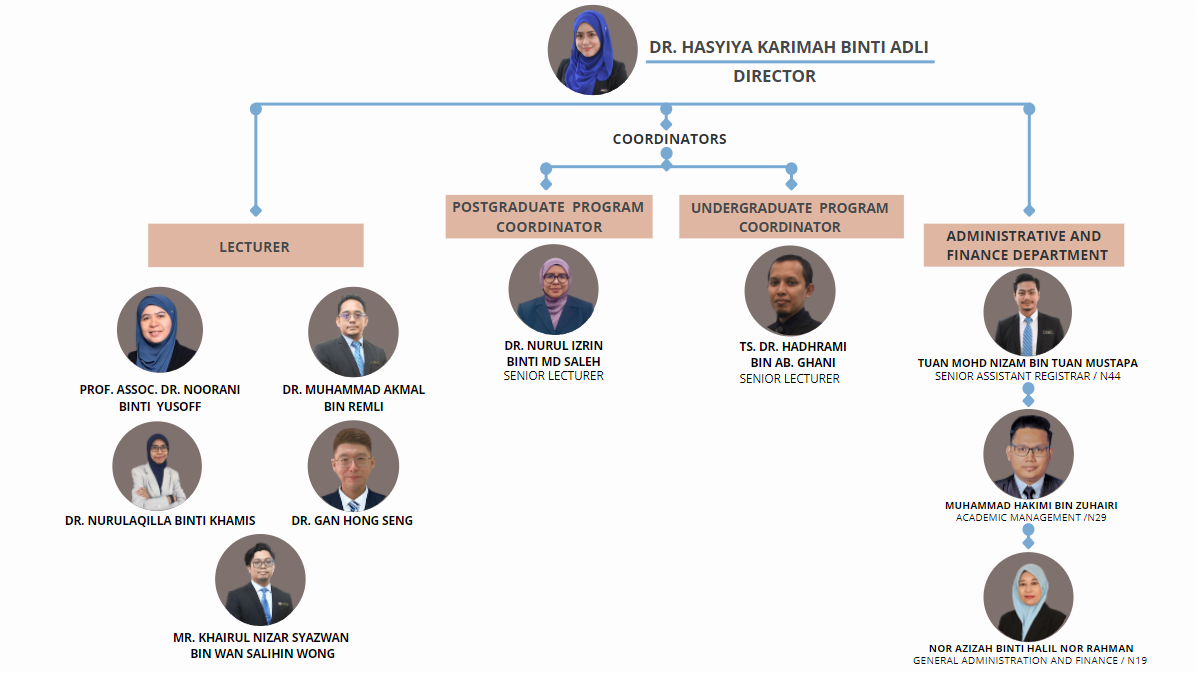 DR. HASYIYA KARIMAH BINTI ADLI
DIRECTOR
COORDINATORS
LECTURER
PROF. ASSOC. DR. NOORANI
BINTI YUSOFF
DR. MUHAMMAD AKMAL
BIN REMLI
DR. NURULAQILLA BINTI KHAMIS
DR. GAN HONG SENG
MR. KHAIRUL NIZAR SYAZWAN
BIN WAN SALIHIN WONG
POSTGRADUATE PROGRAM
COORDINATOR
DR. NURUL IZRIN
BINTI MD SALEH
SENIOR LECTURER
UNDERGRADUATE PROGRAM
COORDINATOR
TS. DR. HADHRAMI
BIN AB. GHANI
SENIOR LECTURER
ADMINISTRATIVE AND
FINANCE DEPARTMENT
TUAN MOHD NIZAM BIN TUAN MUSTAPA
SENIOR ASSISTANT REGISTRAR / N44
MUHAMMAD HAKIMI BIN ZUHAIRI
ACADEMIC MANAGEMENT /N29
NOR AZIZAH BINTI HALIL NOR RAHMAN
GENERAL ADMINISTRATION AND FINANCE / N19